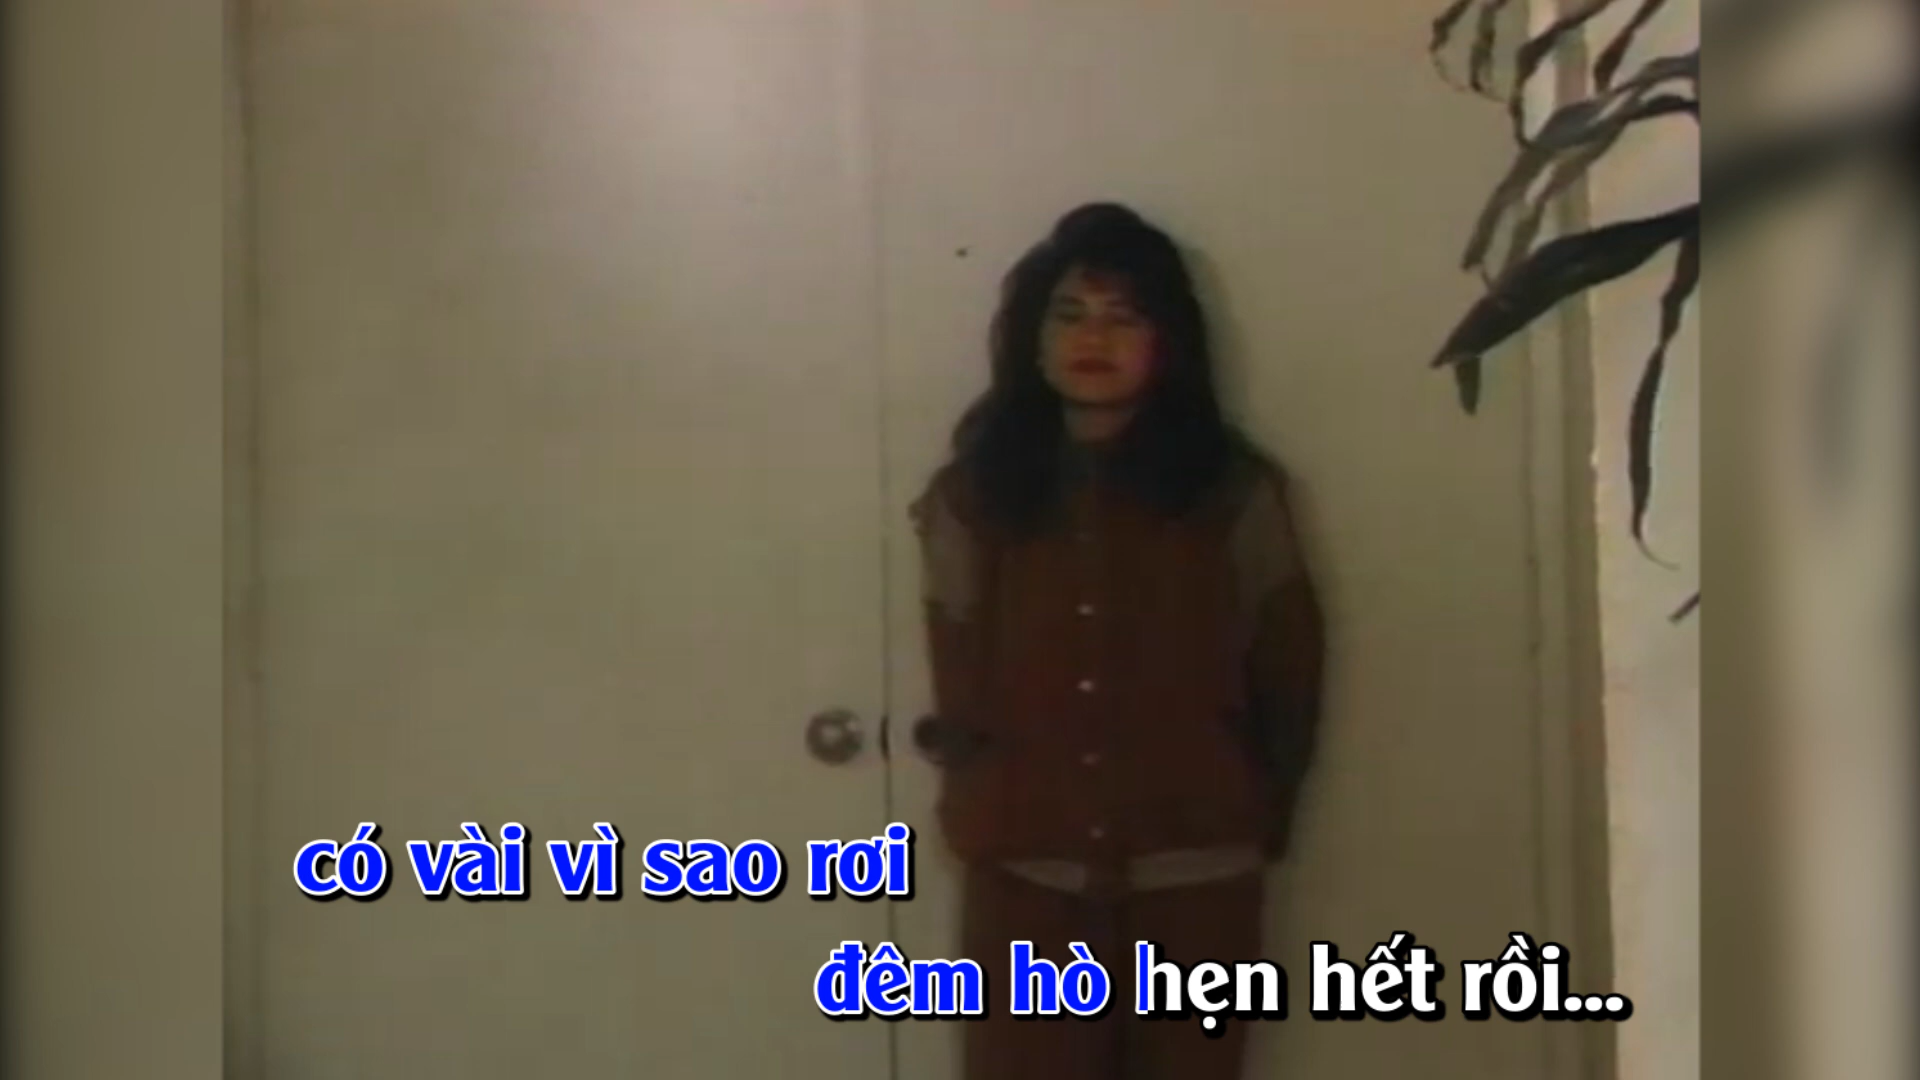 có vài vì sao rơi
đêm hò hẹn hết rồi...